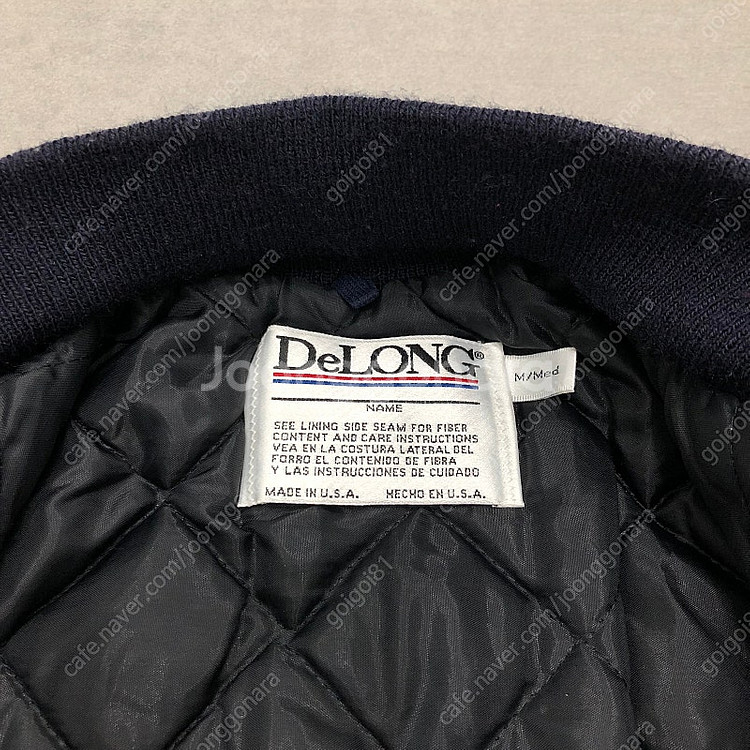 DeLONG®
M/Med
NAME
SEE LINING SIDE SEAM FOR FIBER
CONTENT AND CARE INSTRUCTIONS
VEA EN LA COSTURA LATERAL DEL
FORRO EL CONTENIDO DE FIBRA
Y LAS INSTRUCCIONES DE CUIDADO
MADE IN U.S.A. HECHO EN U.S.A.
cafe.naver.com/joonggonara
goigoi81